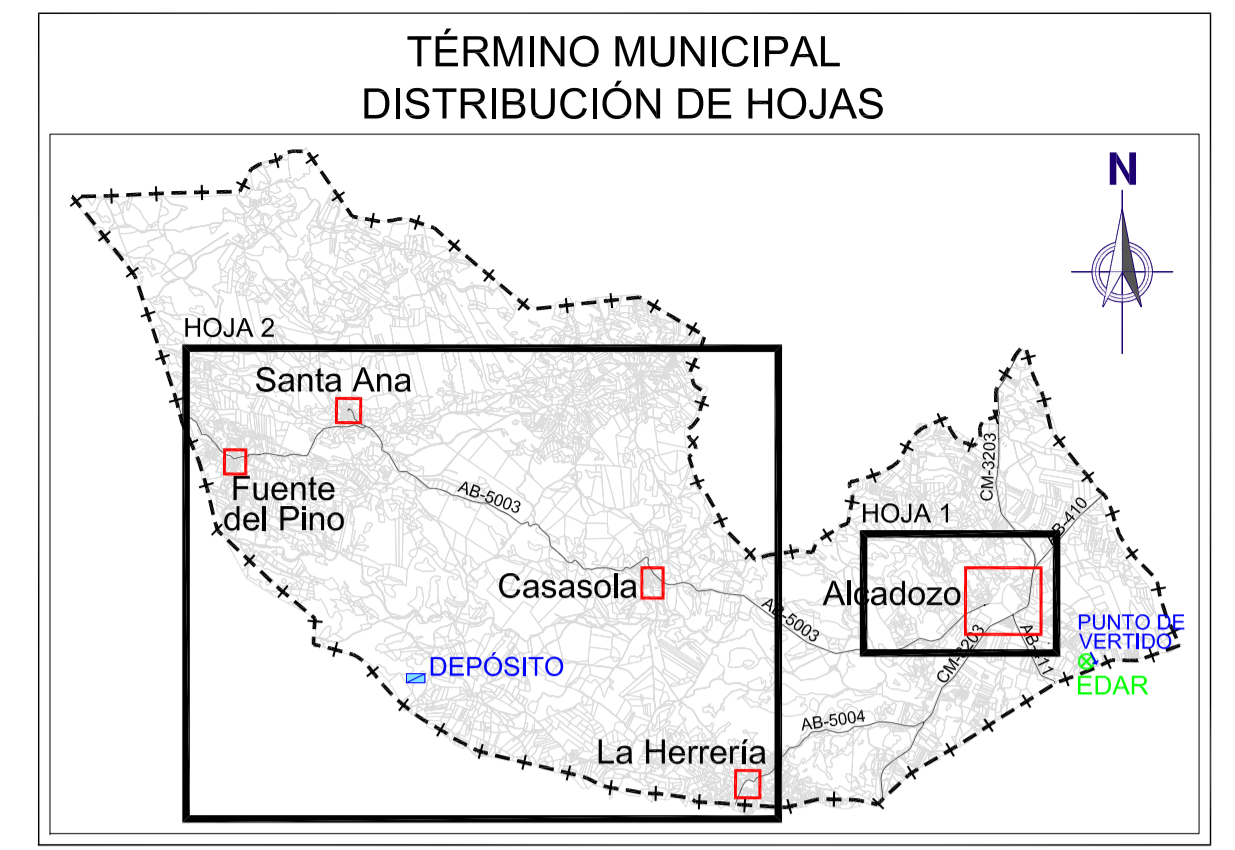 TÉRMINO MUNICIPAL
DISTRIBUCIÓN DE HOJAS
N
HOJA 2
Santa Ana
Fuente
del Pino
AB-5003
Casasola
AB-5003
DEPÓSITO
La Herrería
AB-5004
HOJA 1
CM-3203
AB-410
Alcadozo
CM-3203
AB-411
PUNTO DE
VERTIDO
EDAR